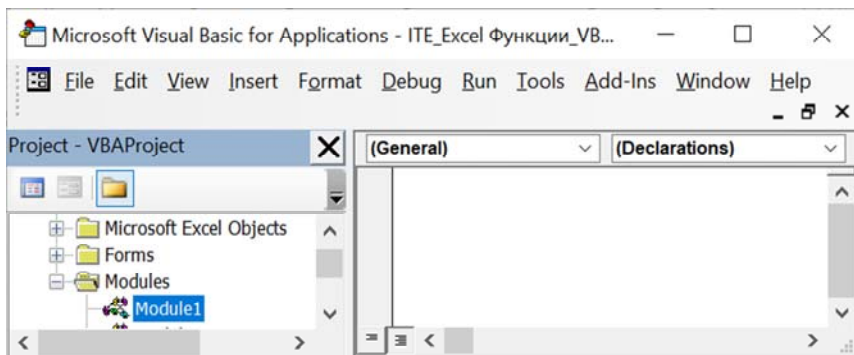 Microsoft Visual Basic for Applications - ITE_Excel Функции_VB...
File Edit View Insert Format Debug Run Tools Add-Ins Window Help
Project - VBAProject
(General) (Declarations)
Microsoft Excel Objects
Forms
Modules
Module1